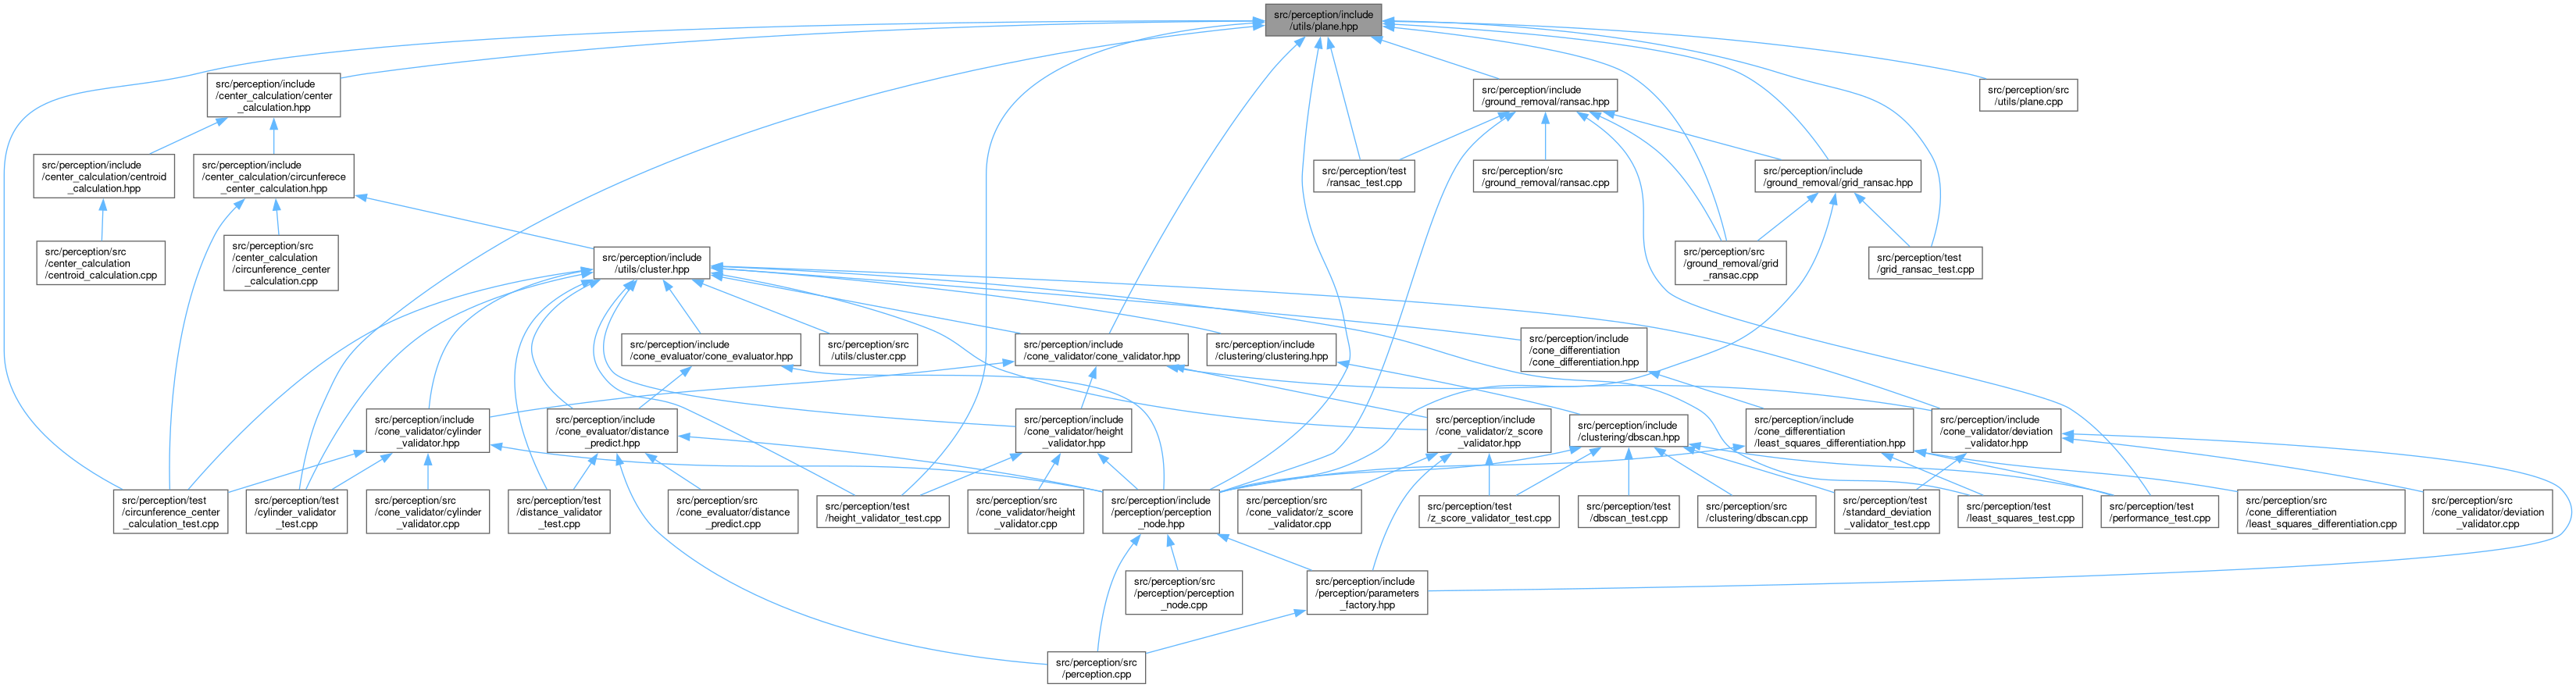 src/perception/include
/utils/plane.hpp
src/perception/include
/center_calculation/center
_calculation.hpp
src/perception/include
/ground_removal/ransac.hpp
src/perception/src
/utils/plane.cpp
src/perception/include
/center_calculation/centroid
_calculation.hpp
src/perception/include
/center_calculation/circunferece
_center_calculation.hpp
src/perception/test
/ransac_test.cpp
src/perception/src
/ground_removal/ransac.cpp
src/perception/include
/ground_removal/grid_ransac.hpp
src/perception/src
/center_calculation
/centroid_calculation.cpp
src/perception/src
/center_calculation
/circunference_center
_calculation.cpp
src/perception/include
/utils/cluster.hpp
src/perception/src
/ground_removal/grid
_ransac.cpp
src/perception/test
/grid_ransac_test.cpp
src/perception/include
/cone_evaluator/cone_evaluator.hpp
src/perception/src
/utils/cluster.cpp
src/perception/include
/cone_validator/cone_validator.hpp
src/perception/include
/clustering/clustering.hpp
src/perception/include
/cone_differentiation
/cone_differentiation.hpp
src/perception/include
/cone_validator/cylinder
_validator.hpp
src/perception/include
/cone_evaluator/distance
_predict.hpp
src/perception/include
/cone_validator/height
_validator.hpp
src/perception/include
/cone_validator/z_score
_validator.hpp
src/perception/include
/clustering/dbscan.hpp
src/perception/include
/cone_differentiation
/least_squares_differentiation.hpp
src/perception/include
/cone_validator/deviation
_validator.hpp
src/perception/test
/circunference_center
_calculation_test.cpp
src/perception/test
/cylinder_validator
_test.cpp
src/perception/src
/cone_validator/cylinder
_validator.cpp
src/perception/test
/distance_validator
_test.cpp
src/perception/src
/cone_evaluator/distance
_predict.cpp
src/perception/test
/height_validator_test.cpp
src/perception/src
/cone_validator/height
_validator.cpp
src/perception/include
/perception/perception
_node.hpp
src/perception/src
/cone_validator/z_score
_validator.cpp
src/perception/test
/z_score_validator_test.cpp
src/perception/test
/dbscan_test.cpp
src/perception/src
/clustering/dbscan.cpp
src/perception/test
/standard_deviation
_validator_test.cpp
src/perception/test
/least_squares_test.cpp
src/perception/test
/performance_test.cpp
src/perception/src
/cone_differentiation
/least_squares_differentiation.cpp
src/perception/src
/cone_validator/deviation
_validator.cpp
src/perception/src
/perception/perception
_node.cpp
src/perception/include
/perception/parameters
_factory.hpp
src/perception/src
/perception.cpp